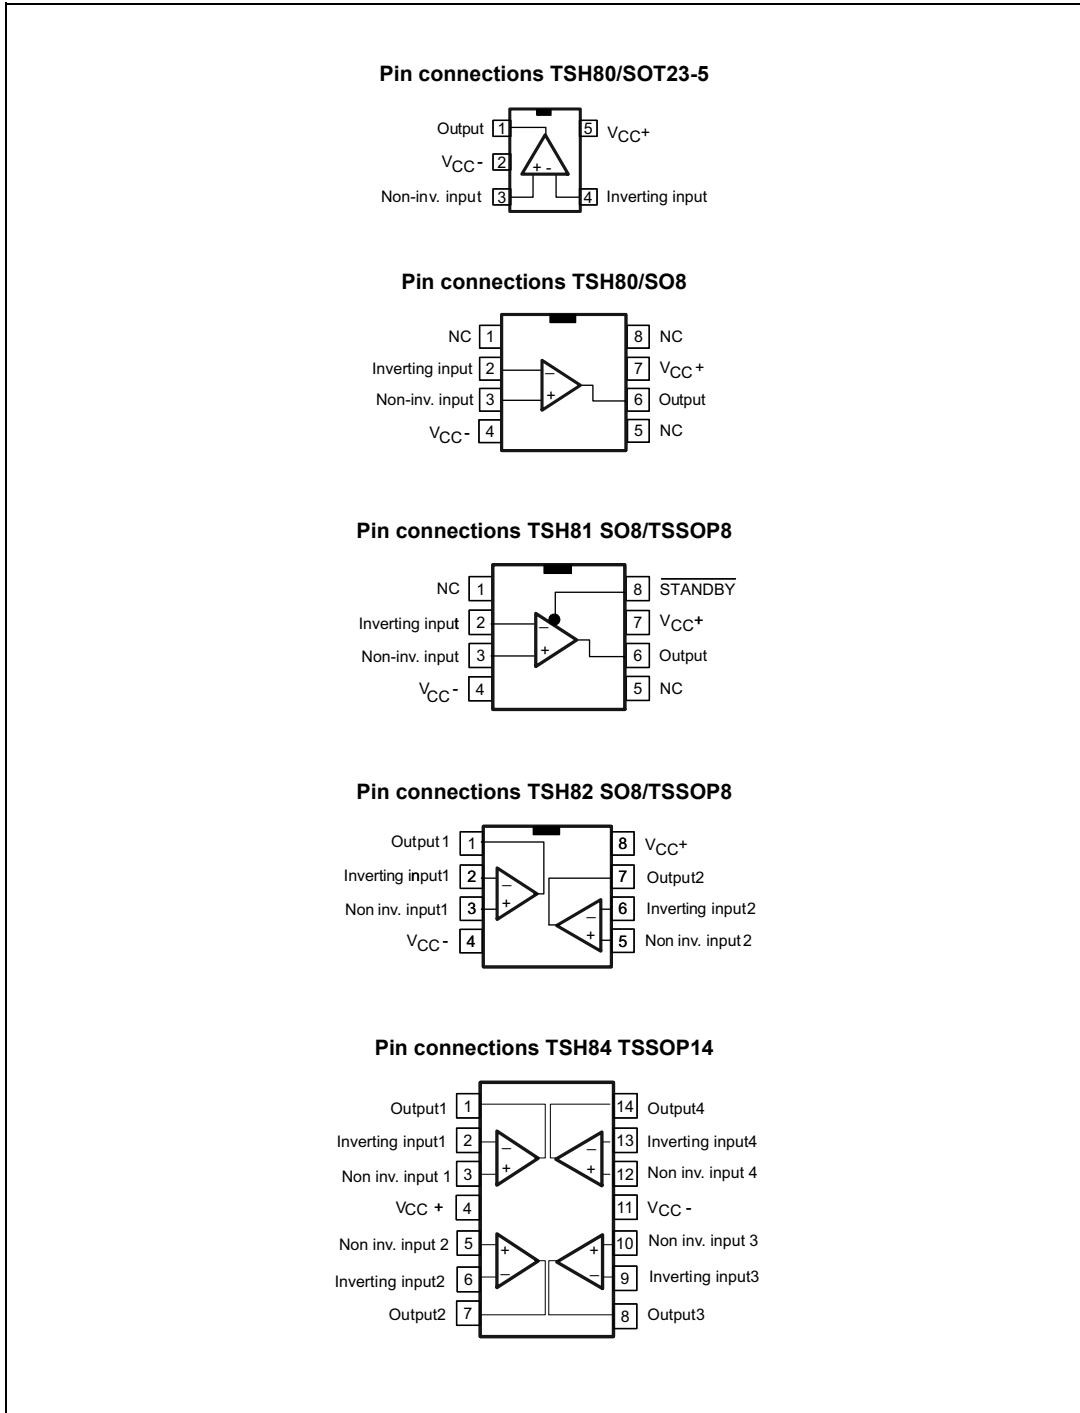 Pin connections TSH80/SOT23-5
Output 1 5 VCC+
VCC- 2
+ -
Non-inv. input 3 4 Inverting input
Pin connections TSH80/SO8
NC 1 8 NC
Inverting input 2 _ 7 VCC+
Non-inv. input 3 + 6 Output
VCC- 4 5 NC
Pin connections TSH81 SO8/TSSOP8
NC 1 8 STANDBY
Inverting input 2 _ 7 VCC+
Non-inv. input 3 + 6 Output
VCC- 4 5 NC
Pin connections TSH82 SO8/TSSOP8
Output1 1 8 VCC+
Inverting input1 2 _ 7 Output2
Non inv. input1 3 + _ 6 Inverting input2
VCC- 4 + 5 Non inv. input2
Pin connections TSH84 TSSOP14
Output1 1 14 Output4
Inverting input1 2 _ _ 13 Inverting input4
Non inv. input 1 3 + + 12 Non inv. input 4
VCC + 4 11 VCC -
Non inv. input 2 5 + + 10 Non inv. input 3
Inverting input2 6 _ _ 9 Inverting input3
Output2 7 8 Output3